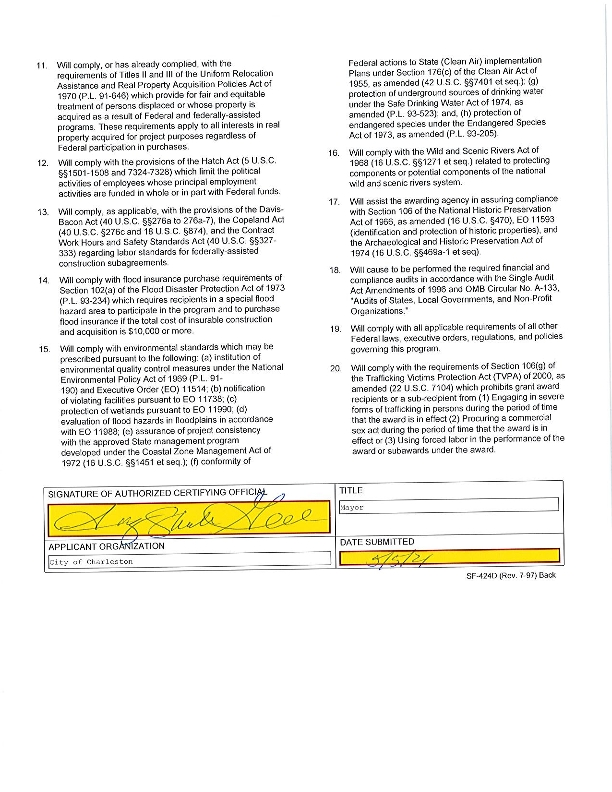 11. Will comply, or has already complied, with the
requirements of Titles II and III of the Uniform Relocation
Assistance and Real Property Acquisition Policies Act of
1970 (P.L. 91-646) which provide for fair and equitable
treatment of persons displaced or whose property is
acquired as a result of Federal and federally-assisted
programs. These requirements apply to all interests in real
property acquired for project purposes regardless of
Federal participation in purchases.
12. Will comply with the provisions of the Hatch Act (5 U.S.C.
§§1501-1508 and 7324-7328) which limit the political
activities of employees whose principal employment
activities are funded in whole or in part with Federal funds.
13. Will comply, as applicable, with the provisions of the Davis-
Bacon Act (40 U.S.C. §§276a to 276a-7), the Copeland Act
(40 U.S.C. §276c and 18 U.S.C. §874), and the Contract
Work Hours and Safety Standards Act (40 U.S.C. §§327-
333) regarding labor standards for federally-assisted
construction subagreements.
14. Will comply with flood insurance purchase requirements of
Section 102(a) of the Flood Disaster Protection Act of 1973
(P.L. 93-234) which requires recipients in a special flood
hazard area to participate in the program and to purchase
flood insurance if the total cost of insurable construction
and acquisition is $10,000 or more.
15. Will comply with environmental standards which may be
prescribed pursuant to the following: (a) institution of
environmental quality control measures under the National
Environmental Policy Act of 1969 (P.L. 91-
190) and Executive Order (EO) 11514; (b) notification
of violating facilities pursuant to EO 11738; (c)
protection of wetlands pursuant to EO 11990; (d)
evaluation of flood hazards in floodplains in accordance
with EO 11988; (e) assurance of project consistency
with the approved State management program
developed under the Coastal Zone Management Act of
1972 (16 U.S.C. §§1451 et seq.); (f) conformity of
Federal actions to State (Clean Air) implementation
Plans under Section 176(c) of the Clean Air Act of
1955, as amended (42 U.S.C. §§7401 et seq.); (g)
protection of underground sources of drinking water
under the Safe Drinking Water Act of 1974, as
amended (P.L. 93-523); and, (h) protection of
endangered species under the Endangered Species
Act of 1973, as amended (P.L. 93-205).
16. Will comply with the Wild and Scenic Rivers Act of
1968 (16 U.S.C. §§1271 et seq.) related to protecting
components or potential components of the national
wild and scenic rivers system.
17. Will assist the awarding agency in assuring compliance
with Section 106 of the National Historic Preservation
Act of 1966, as amended (16 U.S.C. §470), EO 11593
(identification and protection of historic properties), and
the Archaeological and Historic Preservation Act of
1974 (16 U.S.C. §§469a-1 et seq).
18. Will cause to be performed the required financial and
compliance audits in accordance with the Single Audit
Act Amendments of 1996 and OMB Circular No. A-133,
"Audits of States, Local Governments, and Non-Profit
Organizations."
19. Will comply with all applicable requirements of all other
Federal laws, executive orders, regulations, and policies
governing this program.
20. Will comply with the requirements of Section 106(g) of
the Trafficking Victims Protection Act (TVPA) of 2000, as
amended (22 U.S.C. 7104) which prohibits grant award
recipients or a sub-recipient from (1) Engaging in severe
forms of trafficking in persons during the period of time
that the award is in effect (2) Procuring a commercial
sex act during the period of time that the award is in
effect or (3) Using forced labor in the performance of the
award or subawards under the award.
SIGNATURE OF AUTHORIZED CERTIFYING OFFICIAL
TITLE
Mayor
APPLICANT ORGANIZATION
City of Charleston
DATE SUBMITTED
5/5/21
SF-424D (Rev. 7-97) Back